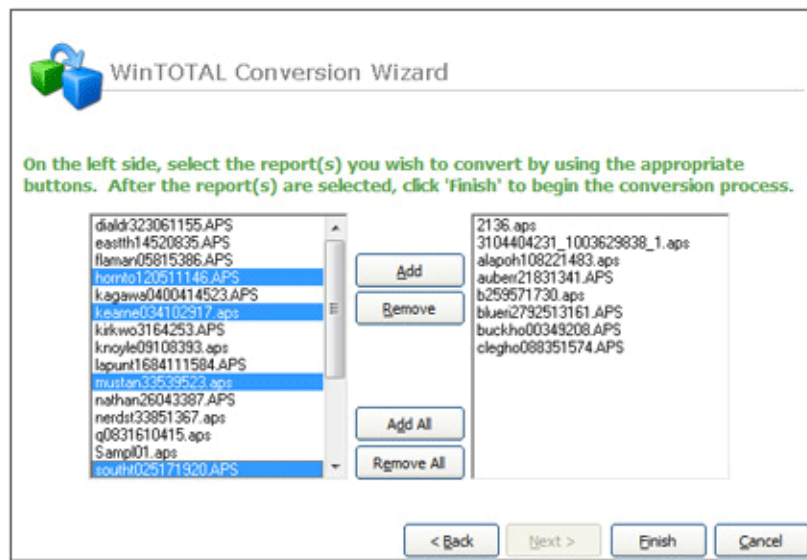 WinTOTAL Conversion Wizard
On the left side, select the report(s) you wish to convert by using the appropriate
buttons.  After the report(s) are selected, click 'Finish' to begin the conversion process.
dialdr323061155.APS
eastth14520835.APS
flaman05815386.APS
hornto120511146.APS
kagawa0400414523.APS
kearne034102917.aps
kirkwo3164253.APS
knoyle09108393.aps
lapunt1684111584.APS
mustan33539523.aps
nathan26043387.APS
nerdst33851367.aps
q0831610415.aps
Sampl01.aps
southt025171920.APS
Add
Remove
Add All
Remove All
2136.aps
3104404231_1003629838_1.aps
alapoh108221483.aps
auberr21831341.APS
b259571730.aps
blueri2792513161.APS
buckho00349208.APS
clegho088351574.APS
< Back
Next >
Finish
Cancel